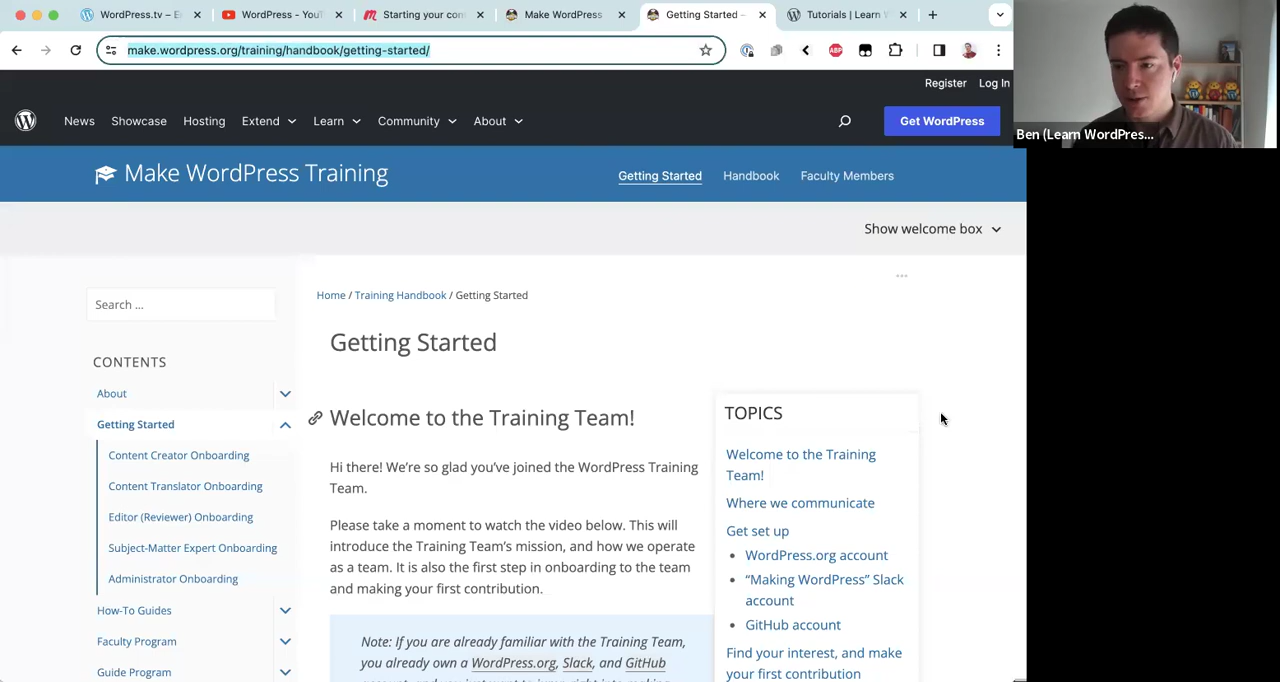 WordPress.tv – E
WordPress - YouT
Starting your con
Make WordPress
Getting Started –
Tutorials | Learn W
make.wordpress.org/training/handbook/getting-started/
ABP
Register Log In
News Showcase Hosting Extend Learn Community About Get WordPress
Ben (Learn WordPres...
Make WordPress Training
Getting Started Handbook Faculty Members
Show welcome box
Search ...
Home / Training Handbook / Getting Started
Getting Started
CONTENTS
About
Getting Started
Content Creator Onboarding
Content Translator Onboarding
Editor (Reviewer) Onboarding
Subject-Matter Expert Onboarding
Administrator Onboarding
How-To Guides
Faculty Program
Guide Program
Welcome to the Training Team!
Hi there! We're so glad you've joined the WordPress Training
Team.
Please take a moment to watch the video below. This will
introduce the Training Team's mission, and how we operate
as a team. It is also the first step in onboarding to the team
and making your first contribution.
Note: If you are already familiar with the Training Team,
you already own a WordPress.org, Slack, and GitHub
TOPICS
Welcome to the Training
Team!
Where we communicate
Get set up
WordPress.org account
“Making WordPress” Slack
account
GitHub account
Find your interest, and make
your first contribution